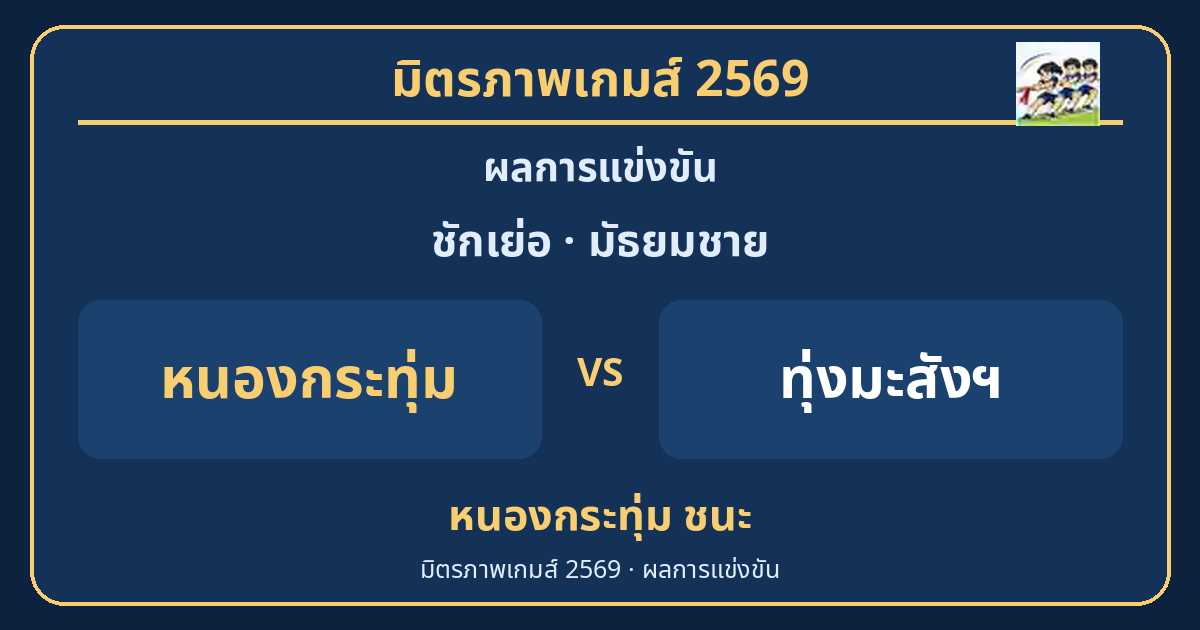 มิตรภาพเกมส์ 2569
ผลการแข่งขัน
ชักเย่อ · มัธยมชาย
หนองกระทุ่ม
VS
ทุ่งมะสังฯ
หนองกระทุ่ม ชนะ
มิตรภาพเกมส์ 2569 · ผลการแข่งขัน